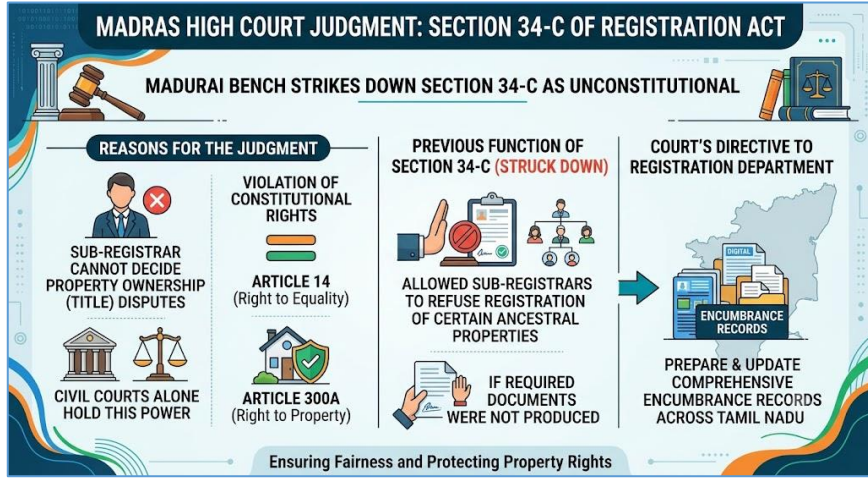 MADRAS HIGH COURT JUDGMENT: SECTION 34-C OF REGISTRATION ACT
MADURAI BENCH STRIKES DOWN SECTION 34-C AS UNCONSTITUTIONAL
REASONS FOR THE JUDGMENT
SUB-REGISTRAR
CANNOT DECIDE
PROPERTY OWNERSHIP
(TITLE) DISPUTES
CIVIL COURTS ALONE
HOLD THIS POWER
VIOLATION OF
CONSTITUTIONAL
RIGHTS
ARTICLE 14
(Right to Equality)
ARTICLE 300A
(Right to Property)
PREVIOUS FUNCTION OF
SECTION 34-C (STRUCK DOWN)
ALLOWED SUB-REGISTRARS
TO REFUSE REGISTRATION
OF CERTAIN ANCESTRAL
PROPERTIES
IF REQUIRED
DOCUMENTS
WERE NOT PRODUCED
COURT'S DIRECTIVE TO
REGISTRATION DEPARTMENT
DIGITAL
ENCUMBRANCE
RECORDS
PREPARE & UPDATE
COMPREHENSIVE
ENCUMBRANCE RECORDS
ACROSS TAMIL NADU
Ensuring Fairness and Protecting Property Rights